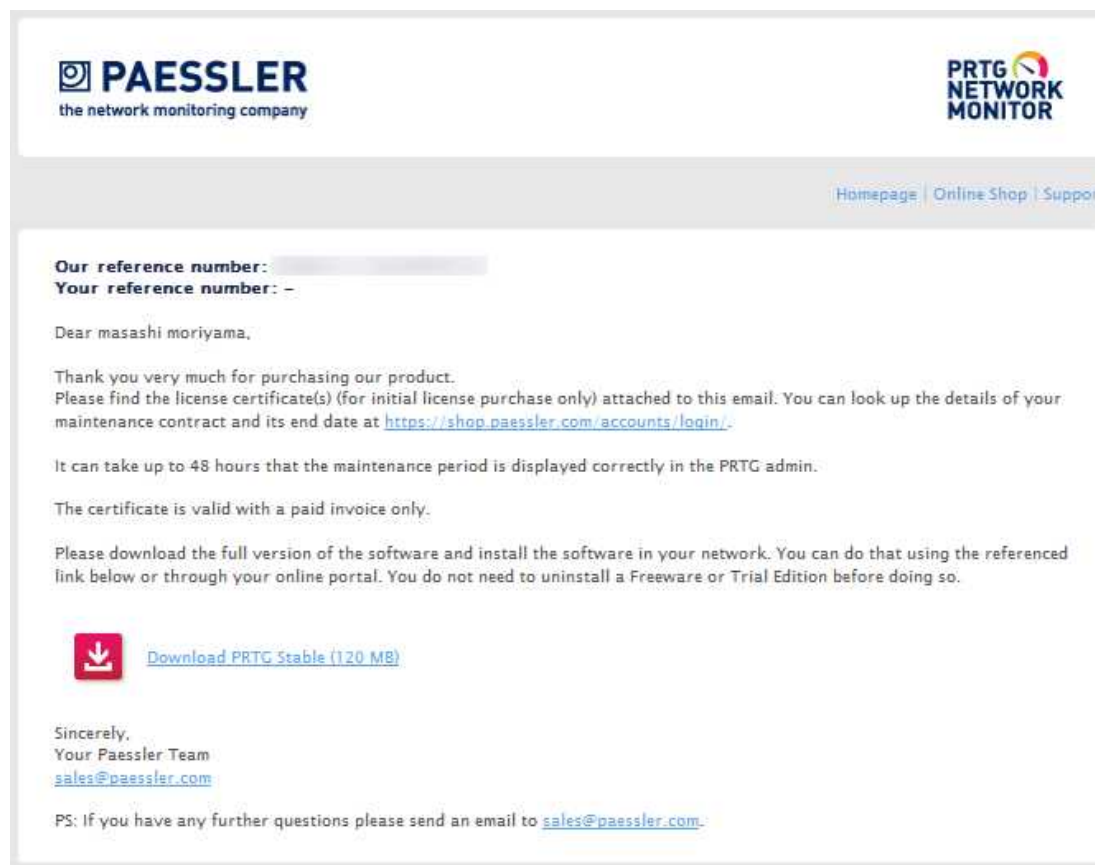 PAESSLER
the network monitoring company
PRTG
NETWORK
MONITOR
Homepage | Online Shop | Suppor
Our reference number:
Your reference number: –
Dear masashi moriyama,
Thank you very much for purchasing our product.
Please find the license certificate(s) (for initial license purchase only) attached to this email. You can look up the details of your
maintenance contract and its end date at https://shop.paessler.com/accounts/login/.
It can take up to 48 hours that the maintenance period is displayed correctly in the PRTG admin.
The certificate is valid with a paid invoice only.
Please download the full version of the software and install the software in your network. You can do that using the referenced
link below or through your online portal. You do not need to uninstall a Freeware or Trial Edition before doing so.
Download PRTG Stable (120 MB)
Sincerely,
Your Paessler Team
sales@paessler.com
PS: If you have any further questions please send an email to sales@paessler.com.